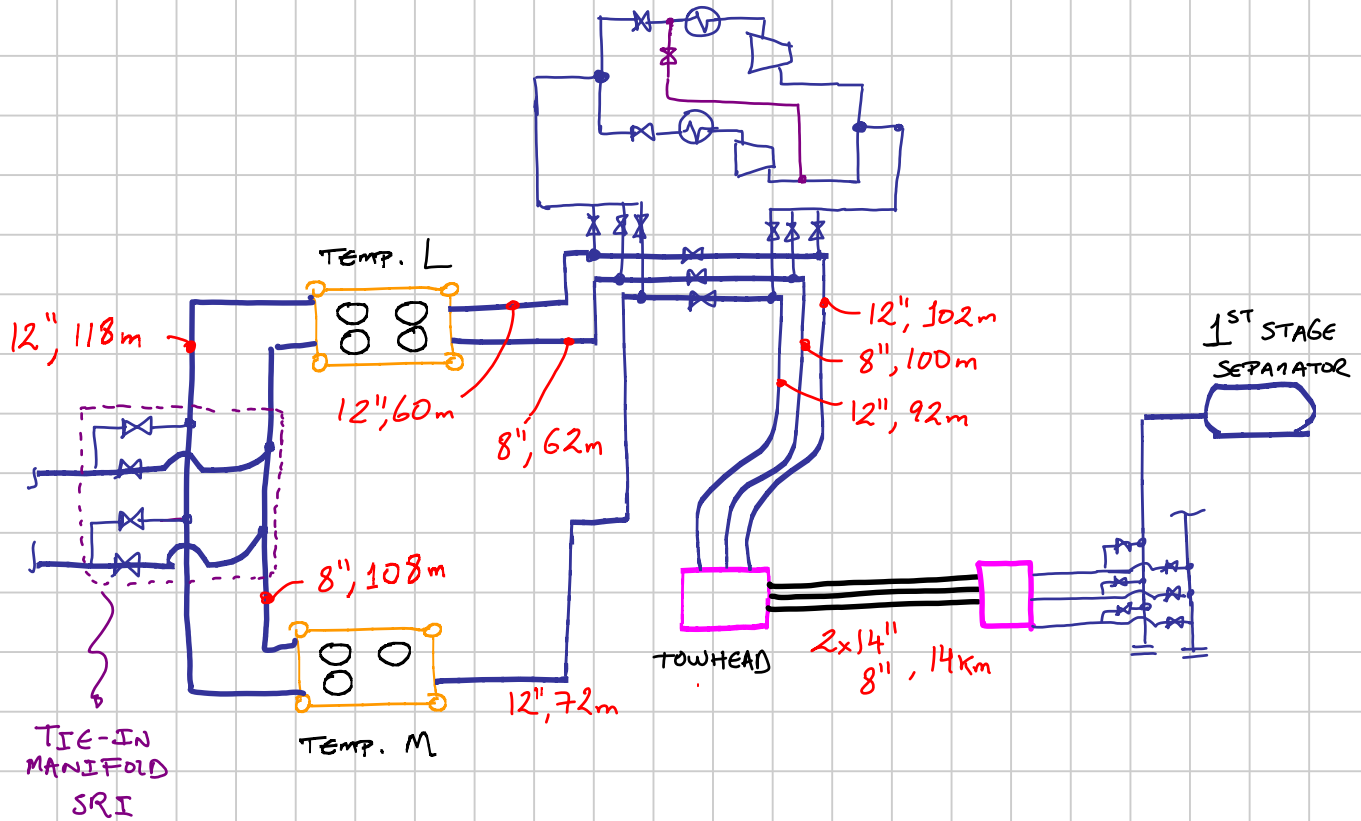 TEMP. L
12", 118m
12", 60m
8", 62m
12", 102m
8", 100m
12", 92m
1ST STAGE
SEPARATOR
8", 108m
TOWHEAD
2x14"
8", 14Km
12", 72m
TEMP. M
TIE-IN
MANIFOLD
SRI